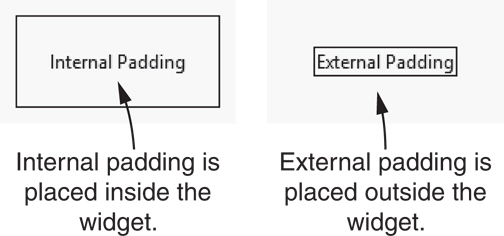 Internal Padding
Internal padding is
placed inside the
widget.
External Padding
External padding is
placed outside the
widget.